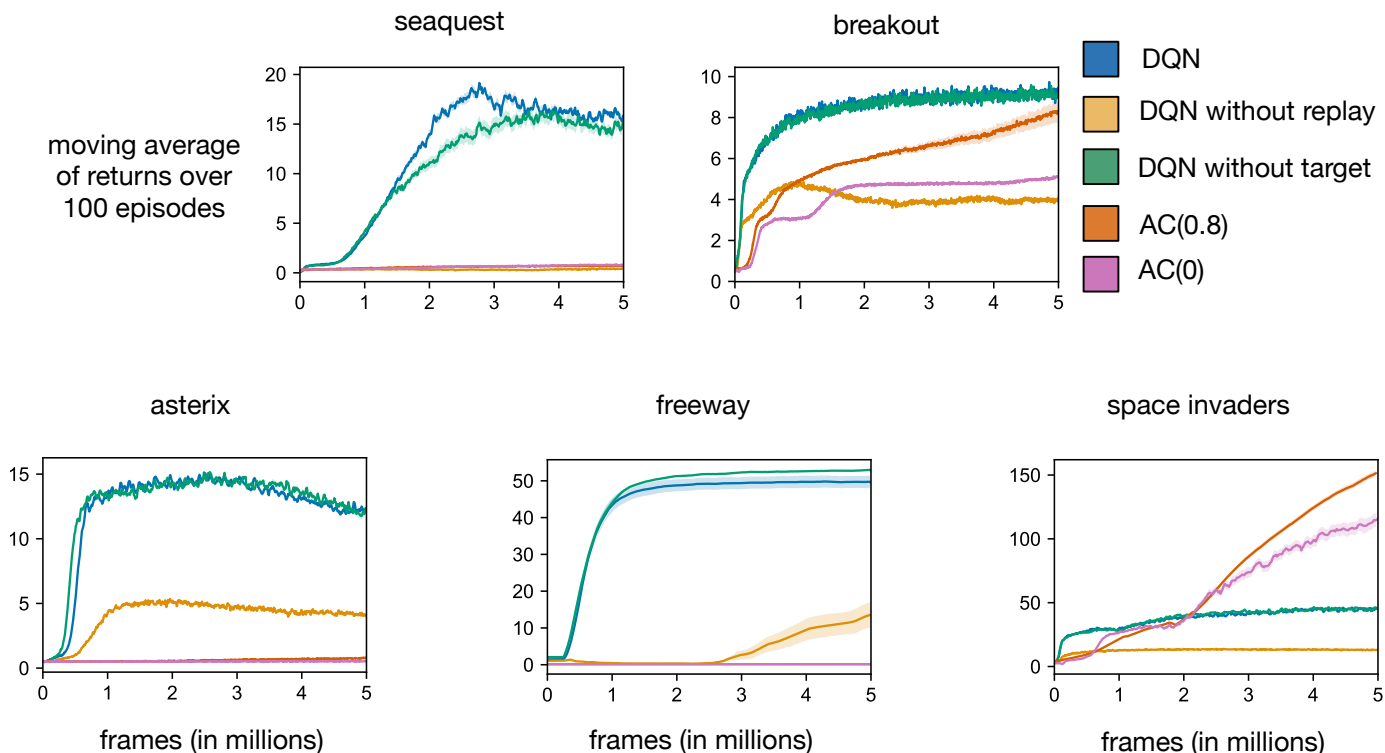 seaquest
breakout
moving average
of returns over
100 episodes
20
15
10
5
0
0 1 2 3 4 5
10
8
6
4
2
0
0 1 2 3 4 5
DQN
DQN without replay
DQN without target
AC(0.8)
AC(0)
asterix
freeway
space invaders
15
10
5
0
0 1 2 3 4 5
50
40
30
20
10
0
0 1 2 3 4 5
150
100
50
0
0 1 2 3 4 5
frames (in millions)
frames (in millions)
frames (in millions)